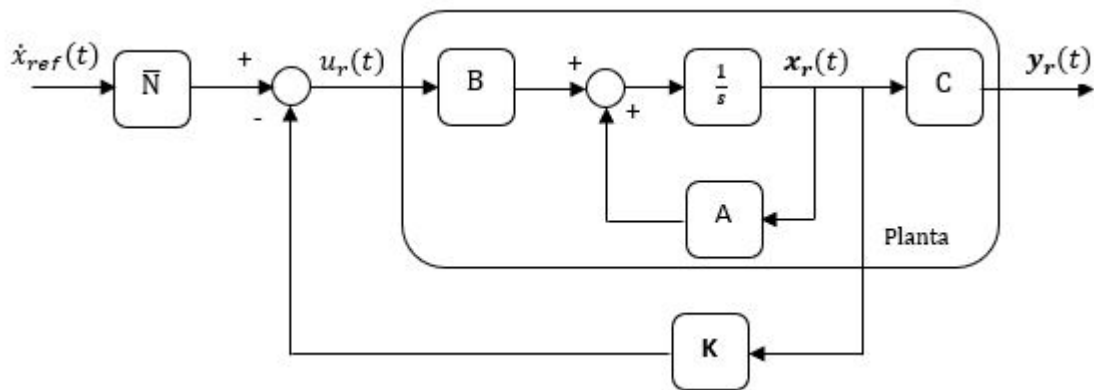 ẋ_ref(t)
N̅
+
-
u_r(t)
B
+
+
1/s
x_r(t)
C
y_r(t)
A
Planta
K